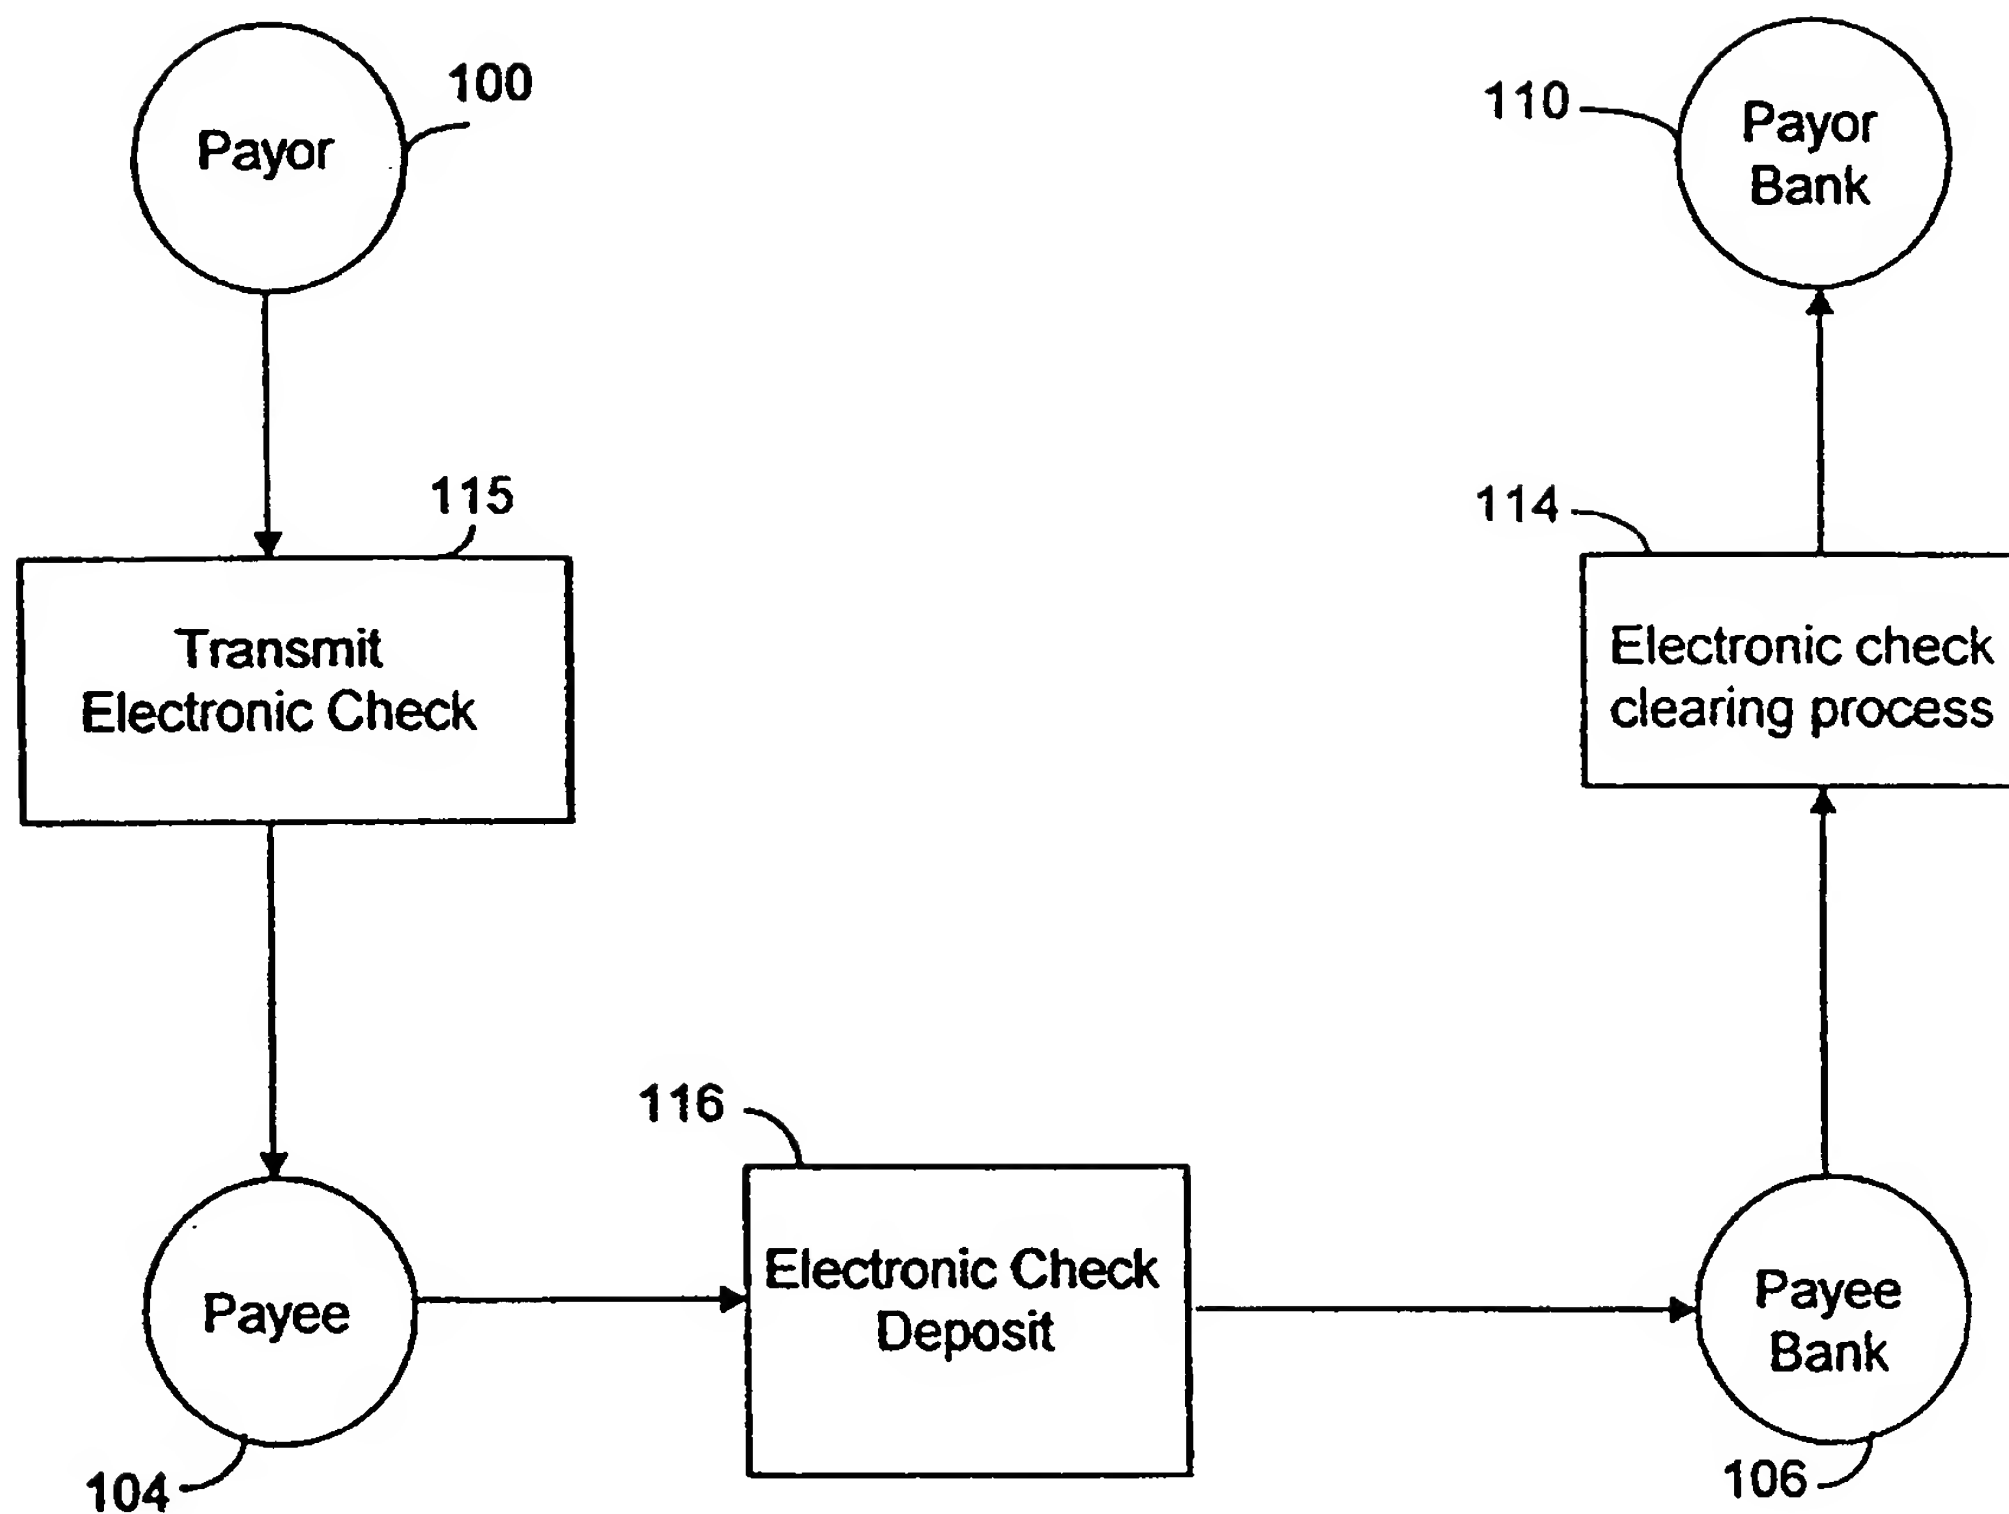 100
Payor
110
Payor
Bank
115
Transmit
Electronic Check
114
Electronic check
clearing process
116
Electronic Check
Deposit
Payee
104
Payee
Bank
106